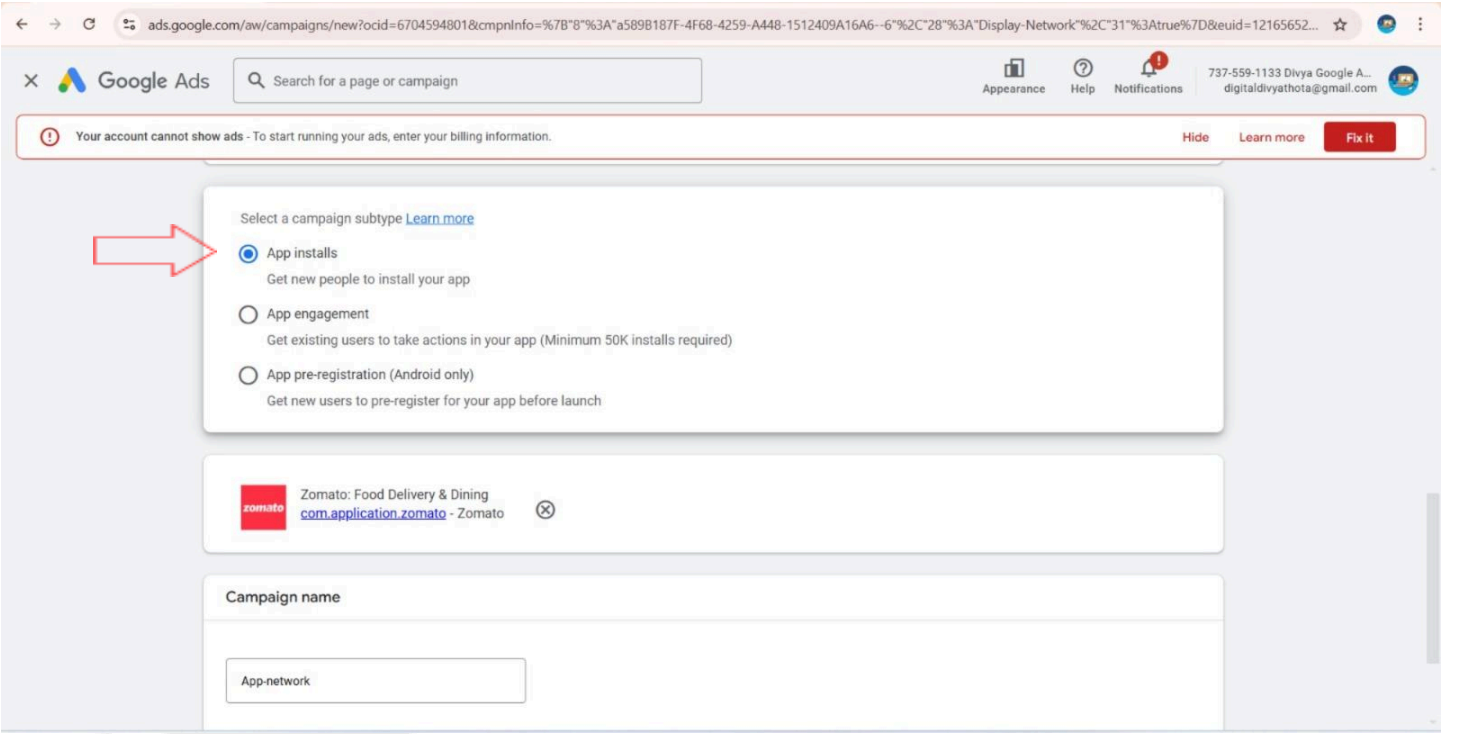 ads.google.com/aw/campaigns/new?ocid=6704594801&cmpnInfo=%7B"8"%3A"a589B187F-4F68-4259-A448-1512409A16A6--6"%2C"28"%3A"Display-Network"%2C"31"%3Atrue%7D&euid=12165652...
Google Ads
Search for a page or campaign
Appearance
Help
Notifications
737-559-1133 Divya Google A...
digitaldivyathota@gmail.com
Your account cannot show ads - To start running your ads, enter your billing information.
Hide
Learn more
Fix it
Select a campaign subtype Learn more
App installs
Get new people to install your app
App engagement
Get existing users to take actions in your app (Minimum 50K installs required)
App pre-registration (Android only)
Get new users to pre-register for your app before launch
zomato
Zomato: Food Delivery & Dining
com.application.zomato - Zomato
Campaign name
App-network